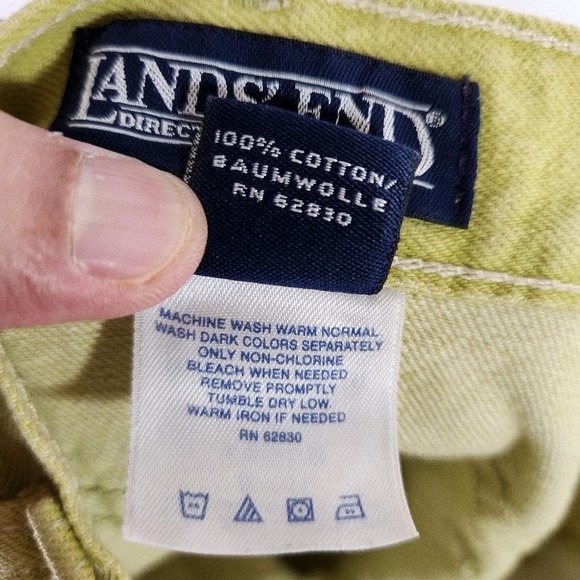 LANDS' END®
DIRECT
100% COTTON/
BAUMWOLLE
RN 62830
MACHINE WASH WARM NORMAL
WASH DARK COLORS SEPARATELY
ONLY NON-CHLORINE
BLEACH WHEN NEEDED
REMOVE PROMPTLY
TUMBLE DRY LOW
WARM IRON IF NEEDED
RN 62830